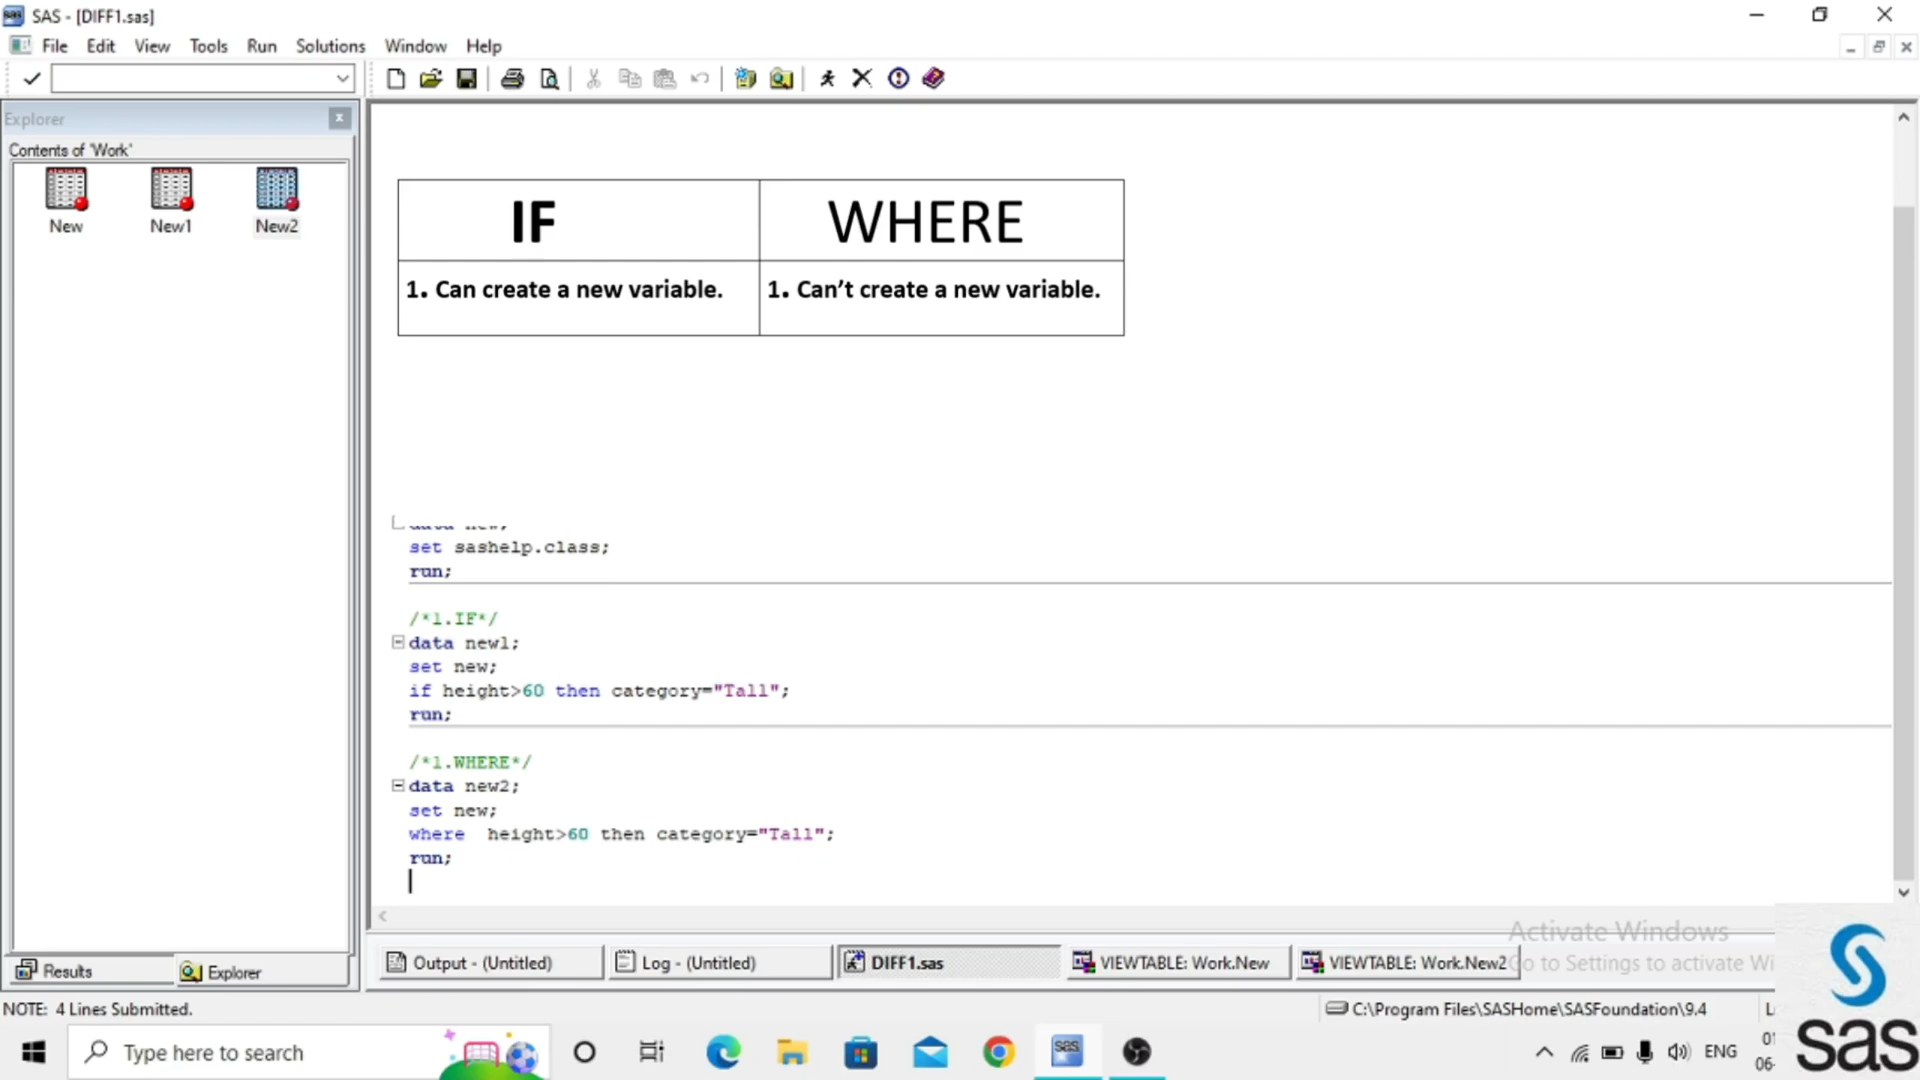 SAS - [DIFF1.sas]
File Edit View Tools Run Solutions Window Help
Explorer
Contents of 'Work'
New New1 New2
IF WHERE
1. Can create a new variable. 1. Can't create a new variable.
set sashelp.class;
run;
/*1.IF*/
data new1;
set new;
if height>60 then category="Tall";
run;
/*1.WHERE*/
data new2;
set new;
where height>60 then category="Tall";
run;
Activate Windows
Go to Settings to activate Wi
Results Explorer
Output - (Untitled) Log - (Untitled) DIFF1.sas VIEWTABLE: Work.New VIEWTABLE: Work.New2
NOTE: 4 Lines Submitted. C:\Program Files\SASHome\SASFoundation\9.4
Type here to search
ENG
sas